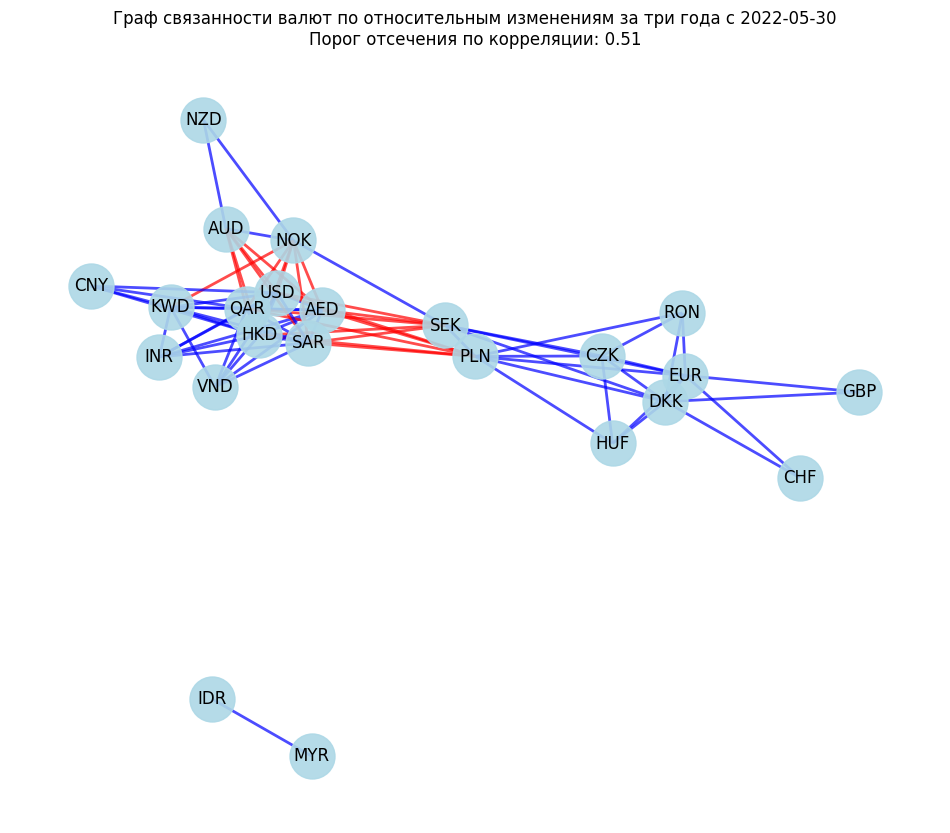 Граф связанности валют по относительным изменениям за три года с 2022-05-30
Порог отсечения по корреляции: 0.51
NZD
AUD
NOK
CNY
USD
KWD
QAR
AED
RON
SEK
HKD
SAR
INR
PLN
CZK
EUR
VND
GBP
DKK
HUF
CHF
IDR
MYR